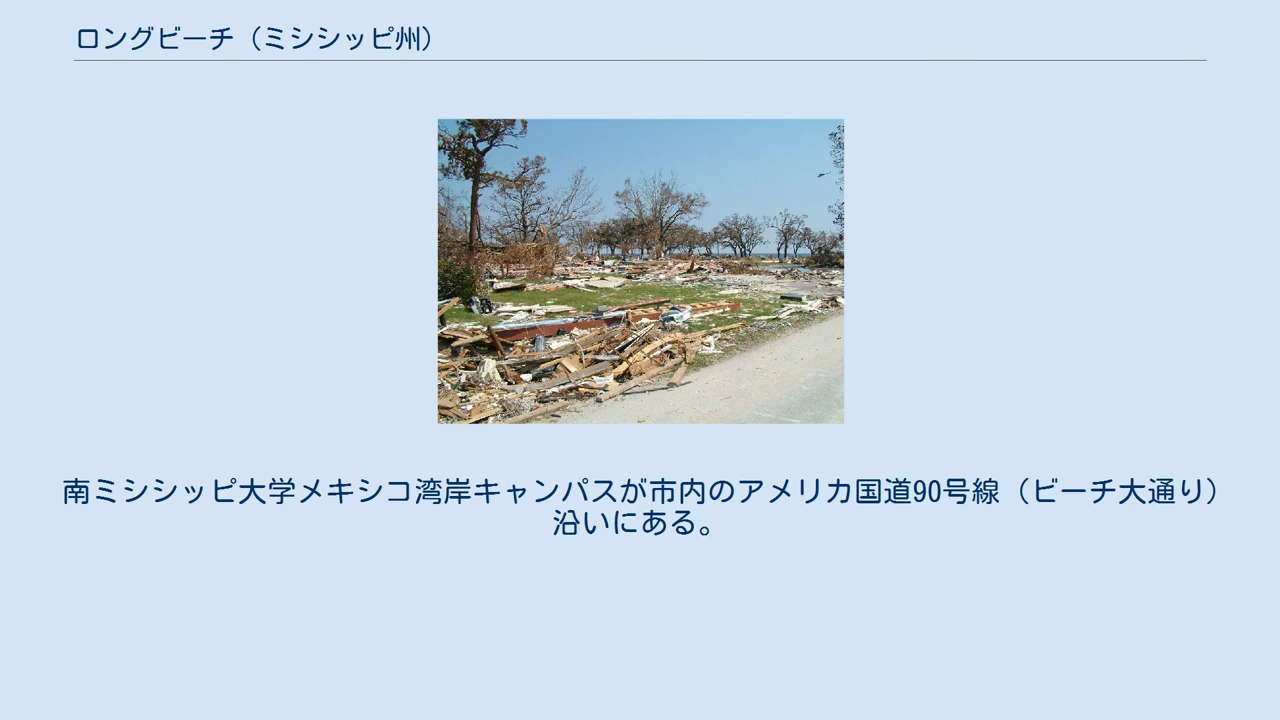 ロングビーチ（ミシシッピ州）
南ミシシッピ大学メキシコ湾岸キャンパスが市内のアメリカ国道90号線（ビーチ大通り）
沿いにある。